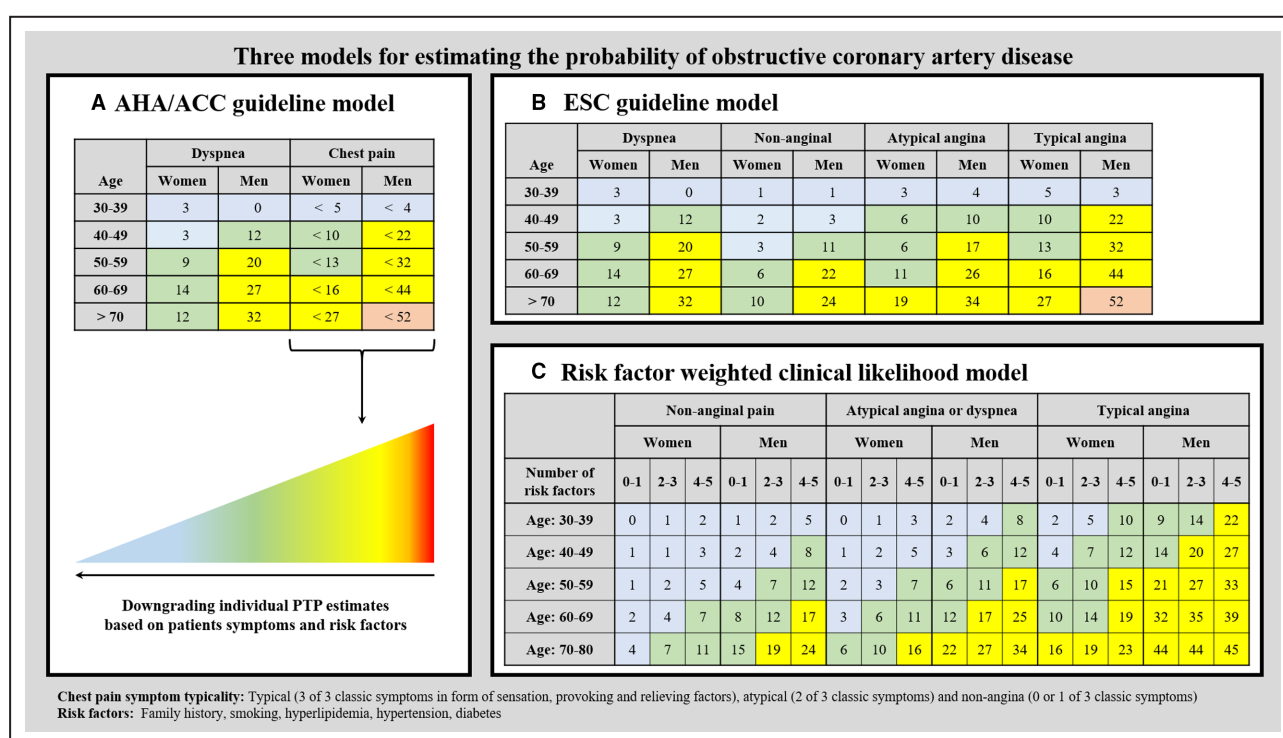 Three models for estimating the probability of obstructive coronary artery disease
A AHA/ACC guideline model
Dyspnea Chest pain
Age Women Men Women Men
30-39 3 0 < 5 < 4
40-49 3 12 < 10 < 22
50-59 9 20 < 13 < 32
60-69 14 27 < 16 < 44
> 70 12 32 < 27 < 52
Downgrading individual PTP estimates
based on patients symptoms and risk factors
B ESC guideline model
Dyspnea Non-anginal Atypical angina Typical angina
Age Women Men Women Men Women Men Women Men
30-39 3 0 1 1 3 4 5 3
40-49 3 12 2 3 6 10 10 22
50-59 9 20 3 11 6 17 13 32
60-69 14 27 6 22 11 26 16 44
> 70 12 32 10 24 19 34 27 52
C Risk factor weighted clinical likelihood model
Non-anginal pain Atypical angina or dyspnea Typical angina
Women Men Women Men Women Men
Number of
risk factors 0-1 2-3 4-5 0-1 2-3 4-5 0-1 2-3 4-5 0-1 2-3 4-5 0-1 2-3 4-5 0-1 2-3 4-5
Age: 30-39 0 1 2 1 2 5 0 1 3 2 4 8 2 5 10 9 14 22
Age: 40-49 1 1 3 2 4 8 1 2 5 3 6 12 4 7 12 14 20 27
Age: 50-59 1 2 5 4 7 12 2 3 7 6 11 17 6 10 15 21 27 33
Age: 60-69 2 4 7 8 12 17 3 6 11 12 17 25 10 14 19 32 35 39
Age: 70-80 4 7 11 15 19 24 6 10 16 22 27 34 16 19 23 44 44 45
Chest pain symptom typicality: Typical (3 of 3 classic symptoms in form of sensation, provoking and relieving factors), atypical (2 of 3 classic symptoms) and non-angina (0 or 1 of 3 classic symptoms)
Risk factors: Family history, smoking, hyperlipidemia, hypertension, diabetes